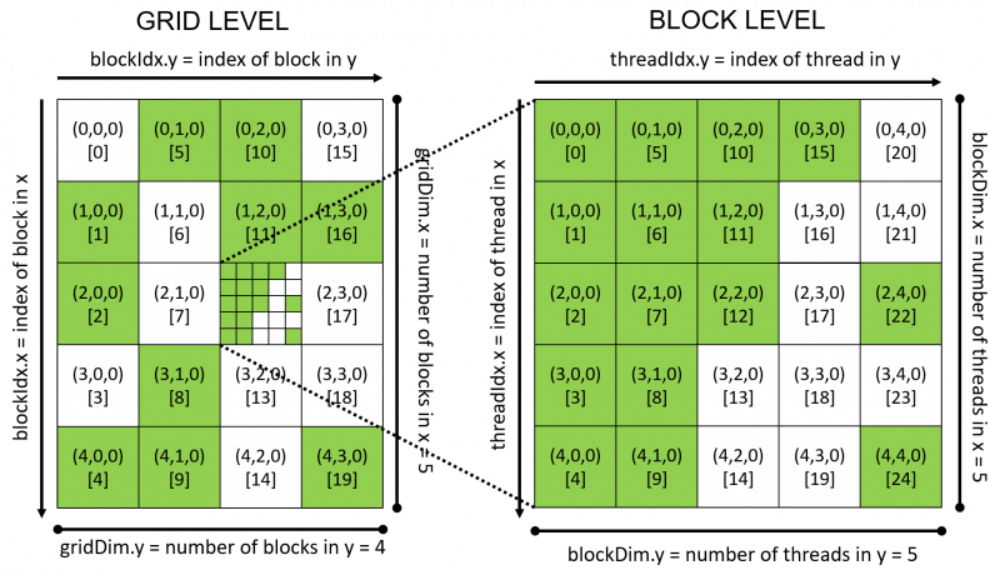 GRID LEVEL
blockIdx.y = index of block in y
blockIdx.x = index of block in x
(0,0,0) (0,1,0) (0,2,0) (0,3,0)
[0] [5] [10] [15]
(1,0,0) (1,1,0) (1,2,0) (1,3,0)
[1] [6] [11] [16]
(2,0,0) (2,1,0) (2,3,0)
[2] [7] [17]
(3,0,0) (3,1,0) (3,2,0) (3,3,0)
[3] [8] [13] [18]
(4,0,0) (4,1,0) (4,2,0) (4,3,0)
[4] [9] [14] [19]
gridDim.x = number of blocks in x = 5
gridDim.y = number of blocks in y = 4
BLOCK LEVEL
threadIdx.y = index of thread in y
threadIdx.x = index of thread in x
(0,0,0) (0,1,0) (0,2,0) (0,3,0) (0,4,0)
[0] [5] [10] [15] [20]
(1,0,0) (1,1,0) (1,2,0) (1,3,0) (1,4,0)
[1] [6] [11] [16] [21]
(2,0,0) (2,1,0) (2,2,0) (2,3,0) (2,4,0)
[2] [7] [12] [17] [22]
(3,0,0) (3,1,0) (3,2,0) (3,3,0) (3,4,0)
[3] [8] [13] [18] [23]
(4,0,0) (4,1,0) (4,2,0) (4,3,0) (4,4,0)
[4] [9] [14] [19] [24]
blockDim.x = number of threads in x = 5
blockDim.y = number of threads in y = 5